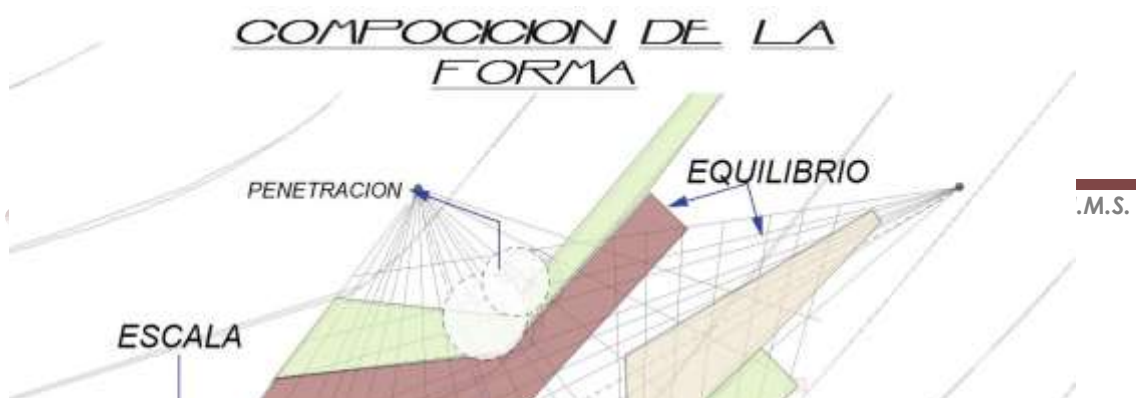 COMPOCICION DE LA
FORMA
EQUILIBRIO
PENETRACION
.M.S.
ESCALA